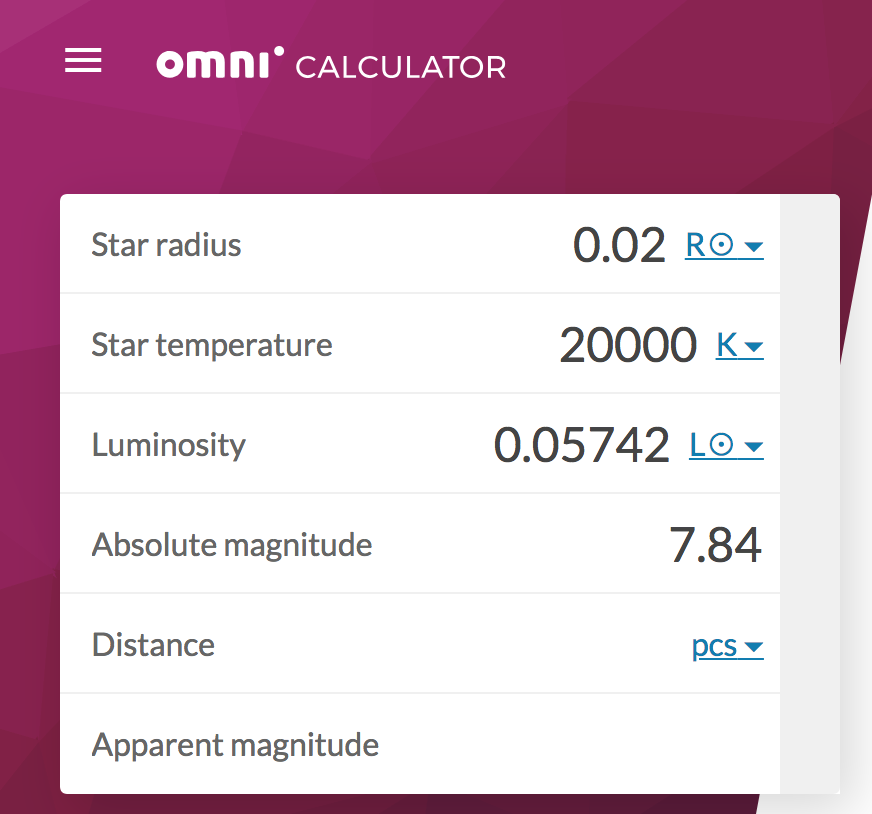 omni CALCULATOR
Star radius 0.02 R☉
Star temperature 20000 K
Luminosity 0.05742 L☉
Absolute magnitude 7.84
Distance pcs
Apparent magnitude